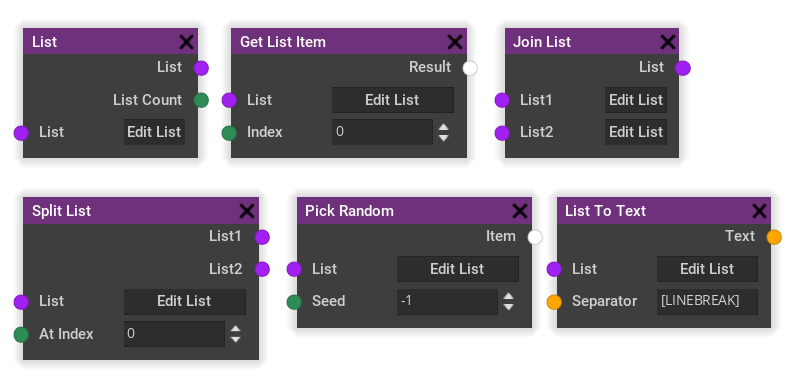 List
List
List Count
List Edit List
Get List Item
Result
List Edit List
Index 0
Join List
List
List1 Edit List
List2 Edit List
Split List
List1
List2
List Edit List
At Index 0
Pick Random
Item
List Edit List
Seed -1
List To Text
Text
List Edit List
Separator [LINEBREAK]